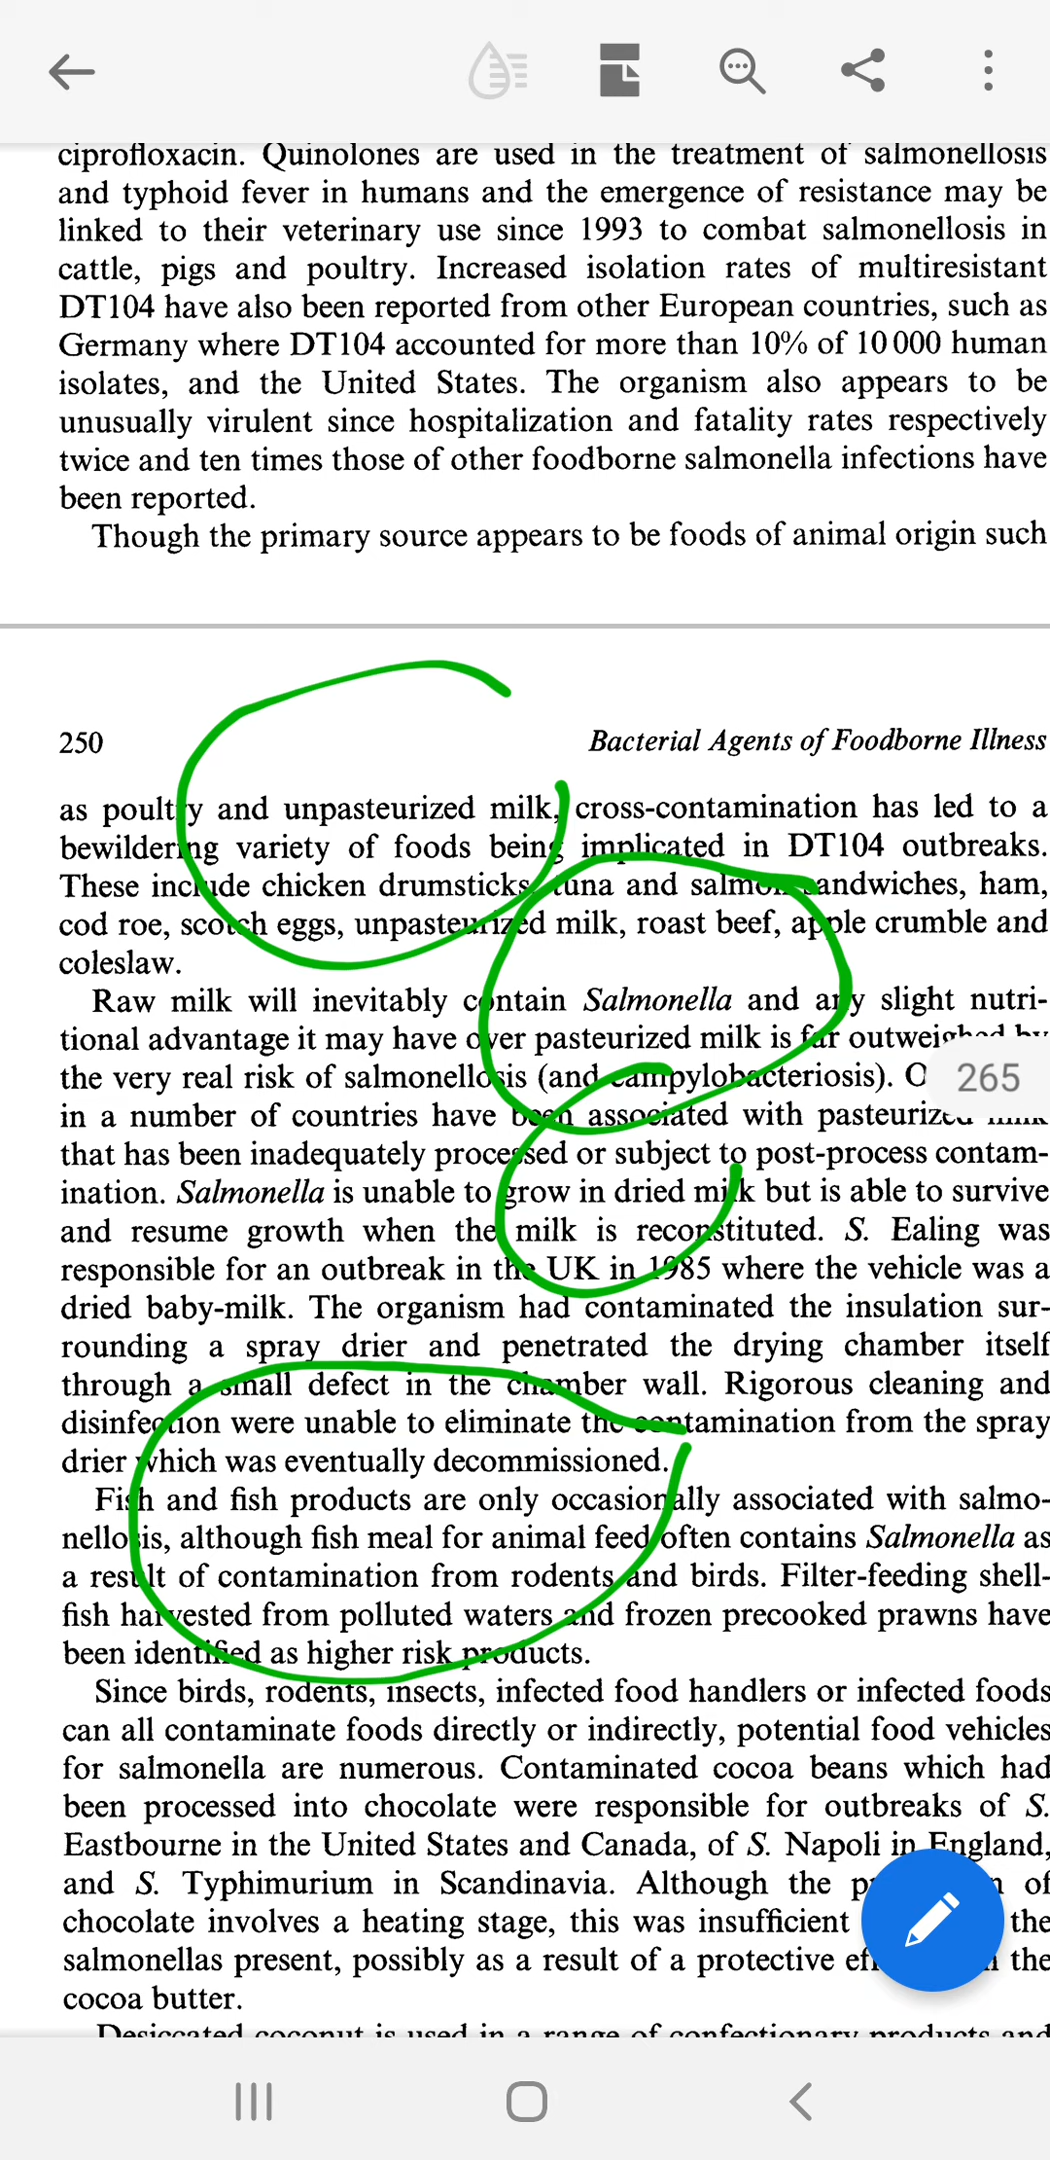 ciprofloxacin. Quinolones are used in the treatment of salmonellosis
and typhoid fever in humans and the emergence of resistance may be
linked to their veterinary use since 1993 to combat salmonellosis in
cattle, pigs and poultry. Increased isolation rates of multiresistant
DT104 have also been reported from other European countries, such as
Germany where DT104 accounted for more than 10% of 10 000 human
isolates, and the United States. The organism also appears to be
unusually virulent since hospitalization and fatality rates respectively
twice and ten times those of other foodborne salmonella infections have
been reported.
Though the primary source appears to be foods of animal origin such
250 Bacterial Agents of Foodborne Illness
as poultry and unpasteurized milk, cross-contamination has led to a
bewildering variety of foods being implicated in DT104 outbreaks.
These include chicken drumsticks, tuna and salmon sandwiches, ham,
cod roe, scotch eggs, unpasteurized milk, roast beef, apple crumble and
coleslaw.
Raw milk will inevitably contain Salmonella and any slight nutri-
tional advantage it may have over pasteurized milk is far outweighed by
the very real risk of salmonellosis (and campylobacteriosis).
265
in a number of countries have been associated with pasteurized milk
that has been inadequately processed or subject to post-process contam-
ination. Salmonella is unable to grow in dried milk but is able to survive
and resume growth when the milk is reconstituted. S. Ealing was
responsible for an outbreak in the UK in 1985 where the vehicle was a
dried baby-milk. The organism had contaminated the insulation sur-
rounding a spray drier and penetrated the drying chamber itself
through a small defect in the chamber wall. Rigorous cleaning and
disinfection were unable to eliminate the contamination from the spray
drier which was eventually decommissioned.
Fish and fish products are only occasionally associated with salmo-
nellosis, although fish meal for animal feed often contains Salmonella as
a result of contamination from rodents and birds. Filter-feeding shell-
fish harvested from polluted waters and frozen precooked prawns have
been identified as higher risk products.
Since birds, rodents, insects, infected food handlers or infected foods
can all contaminate foods directly or indirectly, potential food vehicles
for salmonella are numerous. Contaminated cocoa beans which had
been processed into chocolate were responsible for outbreaks of S.
Eastbourne in the United States and Canada, of S. Napoli in England,
and S. Typhimurium in Scandinavia. Although the of
chocolate involves a heating stage, this was insufficient the
salmonellas present, possibly as a result of a protective the
cocoa butter.
Desiccated coconut is used in a range of confectionary products and